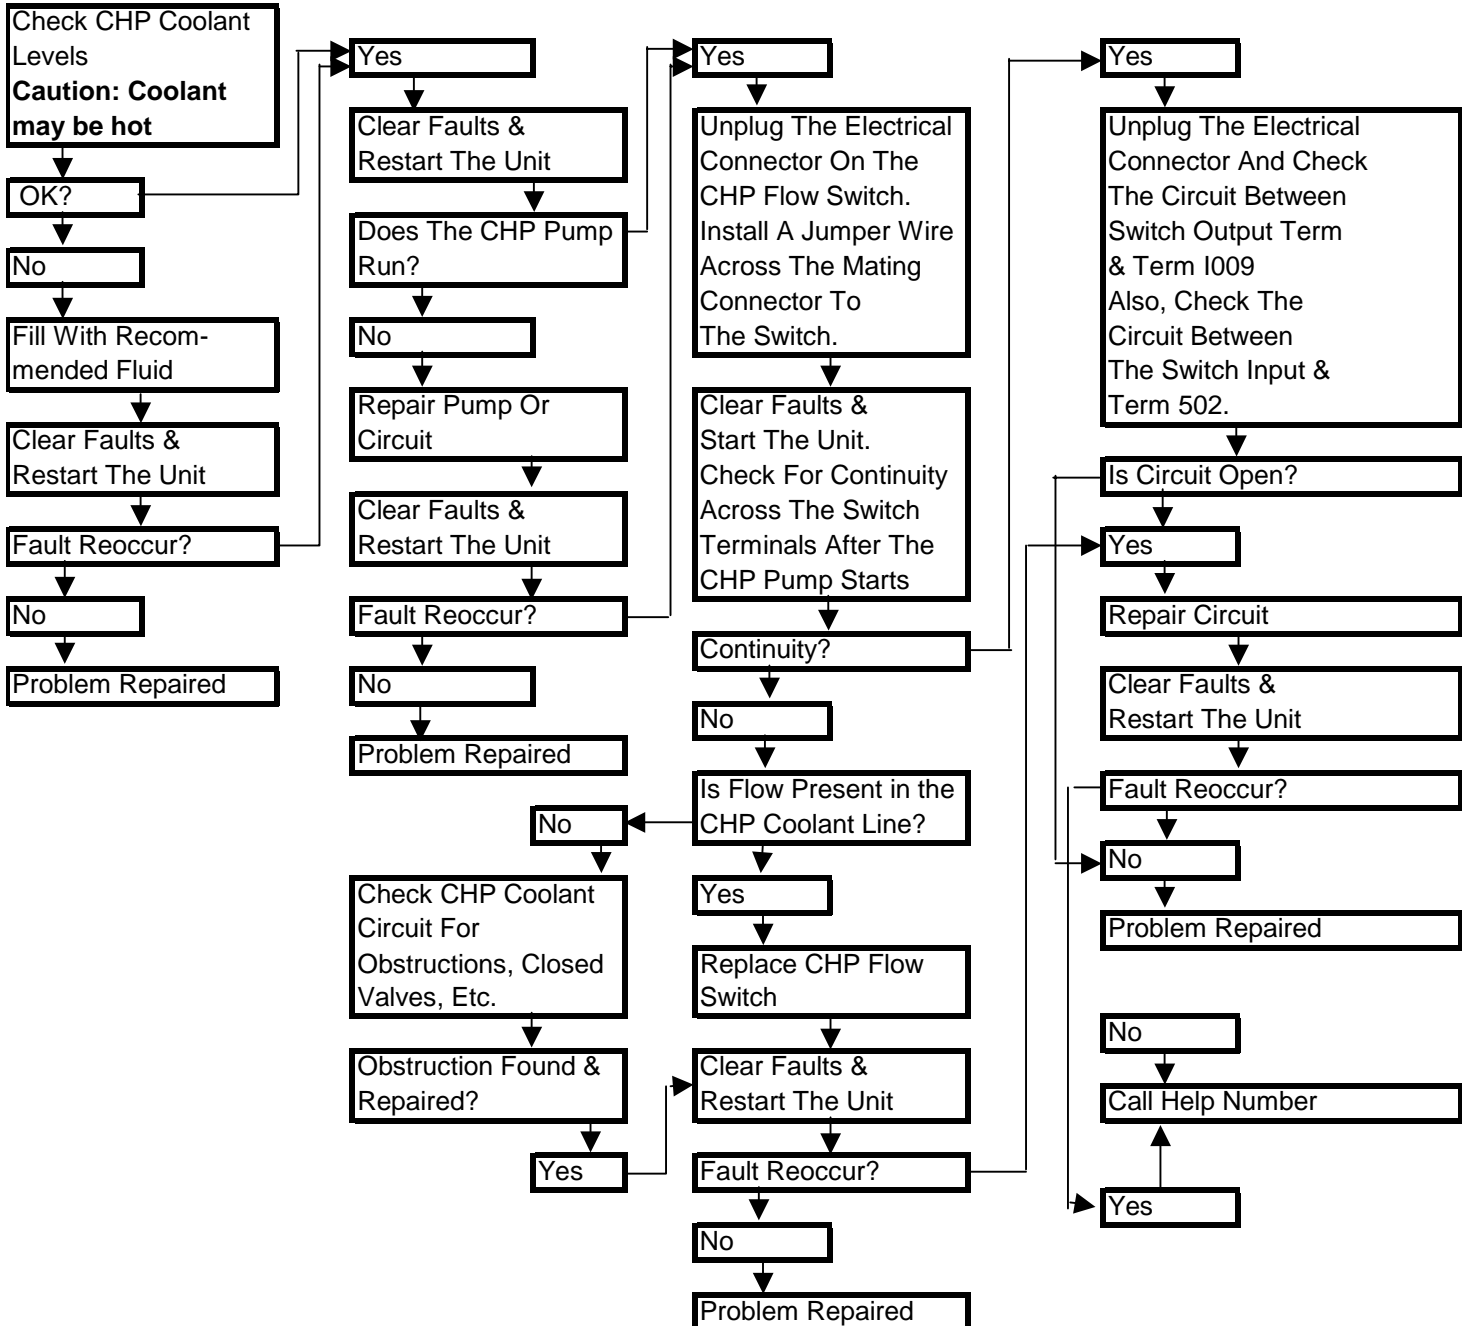 Check CHP Coolant
Levels
Caution: Coolant
may be hot
OK?
No
Fill With Recom-
mended Fluid
Clear Faults &
Restart The Unit
Fault Reoccur?
No
Problem Repaired
Yes
Clear Faults &
Restart The Unit
Does The CHP Pump
Run?
No
Repair Pump Or
Circuit
Clear Faults &
Restart The Unit
Fault Reoccur?
No
Problem Repaired
No
Check CHP Coolant
Circuit For
Obstructions, Closed
Valves, Etc.
Obstruction Found &
Repaired?
Yes
Yes
Unplug The Electrical
Connector On The
CHP Flow Switch.
Install A Jumper Wire
Across The Mating
Connector To
The Switch.
Clear Faults &
Start The Unit.
Check For Continuity
Across The Switch
Terminals After The
CHP Pump Starts
Continuity?
No
Is Flow Present in the
CHP Coolant Line?
Yes
Replace CHP Flow
Switch
Clear Faults &
Restart The Unit
Fault Reoccur?
No
Problem Repaired
Yes
Unplug The Electrical
Connector And Check
The Circuit Between
Switch Output Term
& Term I009
Also, Check The
Circuit Between
The Switch Input &
Term 502.
Is Circuit Open?
Yes
Repair Circuit
Clear Faults &
Restart The Unit
Fault Reoccur?
No
Problem Repaired
No
Call Help Number
Yes